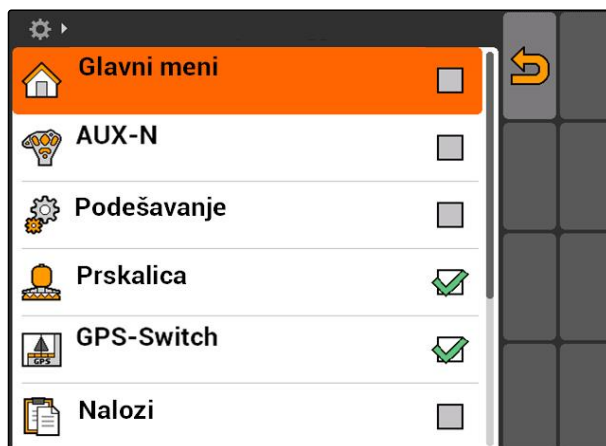 Glavni meni
AUX-N
Podešavanje
Prskalica
GPS-Switch
GPS
Nalozi